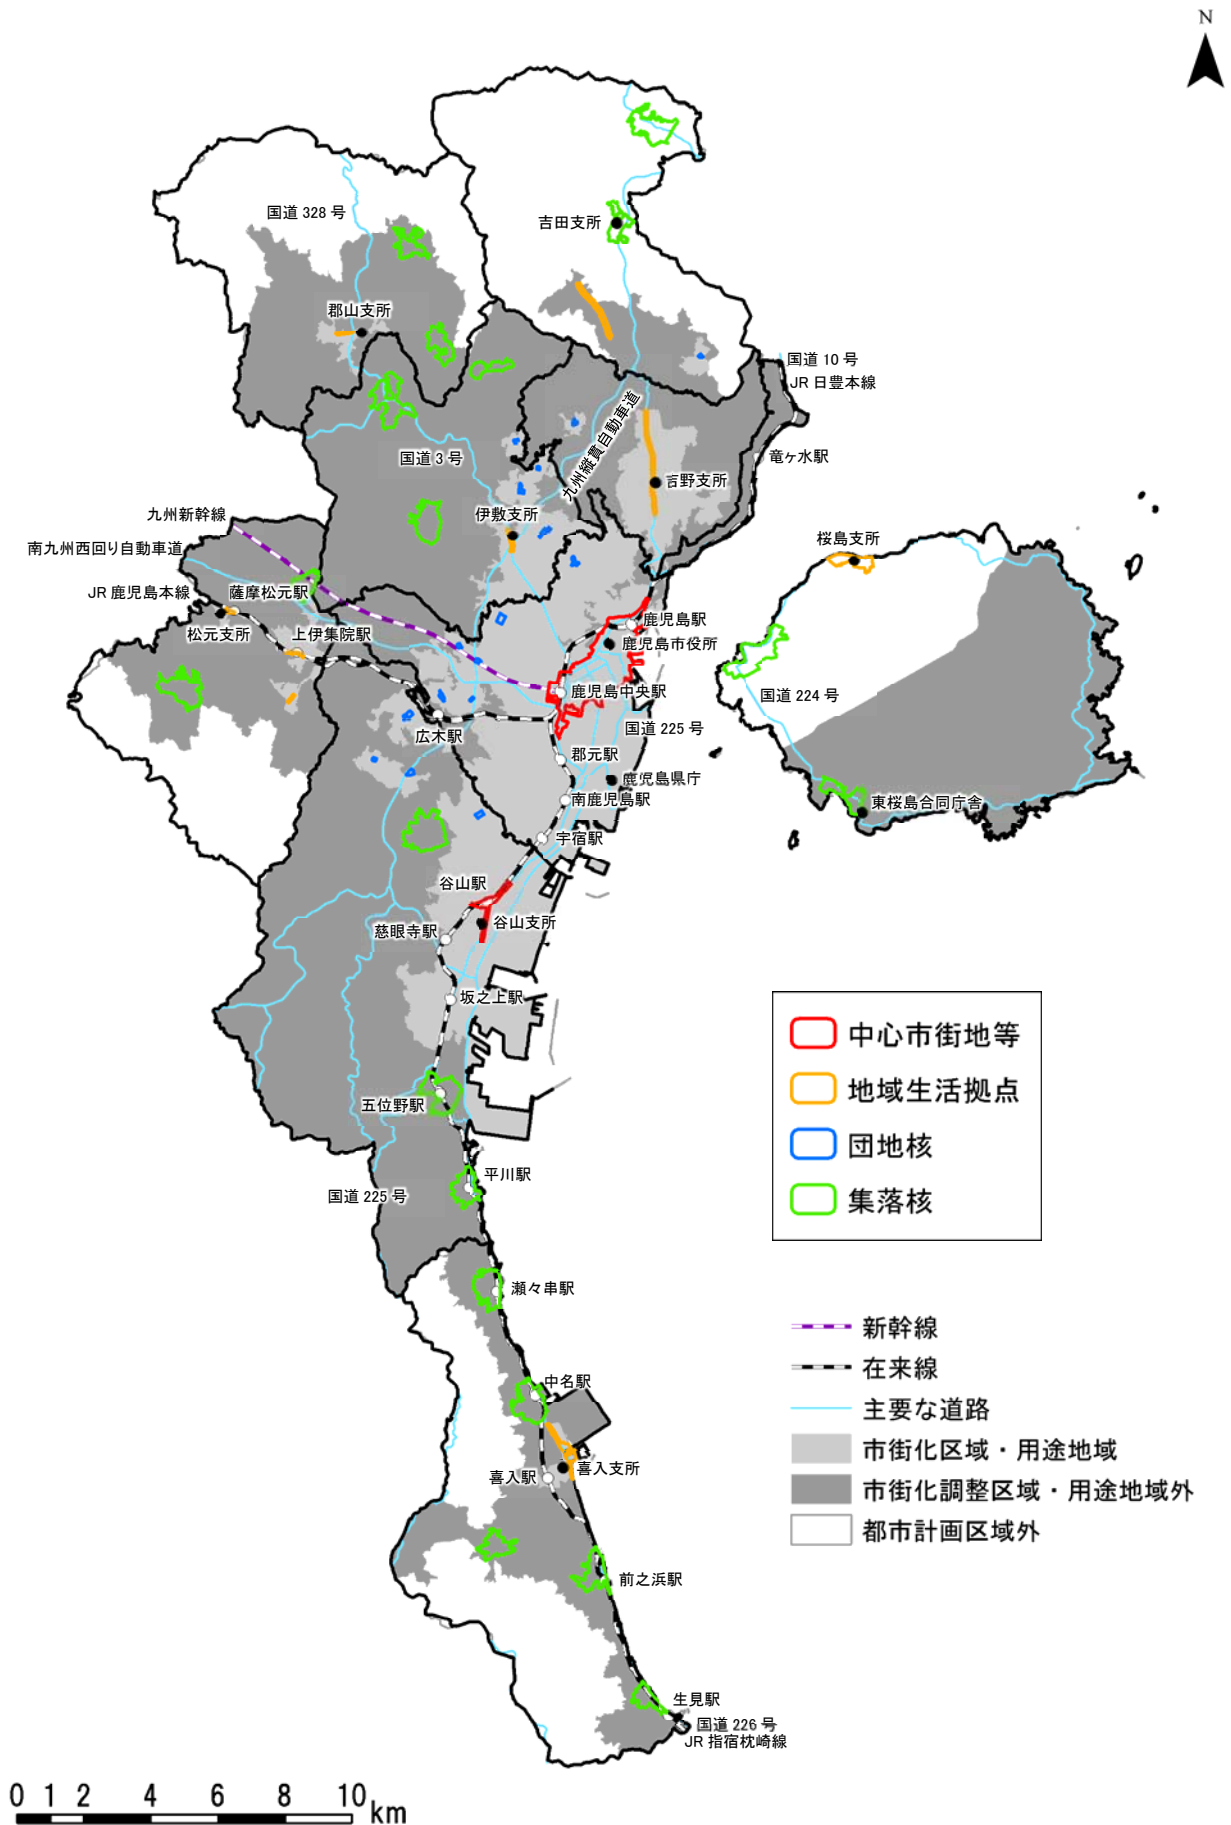 N
国道 328 号
吉田支所
郡山支所
国道 10 号
JR 日豊本線
九州縦貫自動車道
国道 3 号
竜ヶ水駅
吉野支所
伊敷支所
九州新幹線
南九州西回り自動車道
桜島支所
JR 鹿児島本線
薩摩松元駅
松元支所
上伊集院駅
鹿児島駅
鹿児島市役所
鹿児島中央駅
国道 224 号
国道 225 号
広木駅
郡元駅
鹿児島県庁
南鹿児島駅
東桜島合同庁舎
宇宿駅
谷山駅
谷山支所
慈眼寺駅
坂之上駅
五位野駅
平川駅
国道 225 号
瀬々串駅
中名駅
喜入支所
喜入駅
前之浜駅
生見駅
国道 226 号
JR 指宿枕崎線
中心市街地等
地域生活拠点
団地核
集落核
新幹線
在来線
主要な道路
市街化区域・用途地域
市街化調整区域・用途地域外
都市計画区域外
0 1 2 4 6 8 10 km